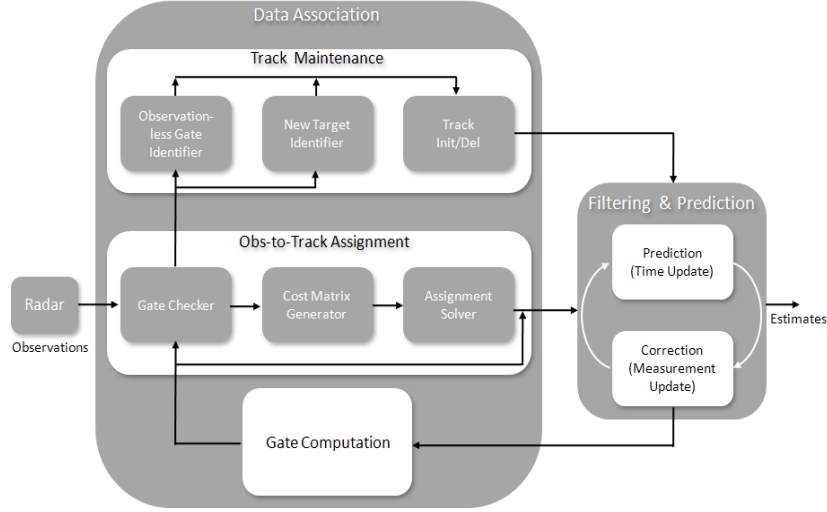 Data Association
Track Maintenance
Observation-
less Gate
Identifier
New Target
Identifier
Track
Init/Del
Filtering & Prediction
Prediction
(Time Update)
Obs-to-Track Assignment
Radar
Observations
Gate Checker
Cost Matrix
Generator
Assignment
Solver
Estimates
Correction
(Measurement
Update)
Gate Computation